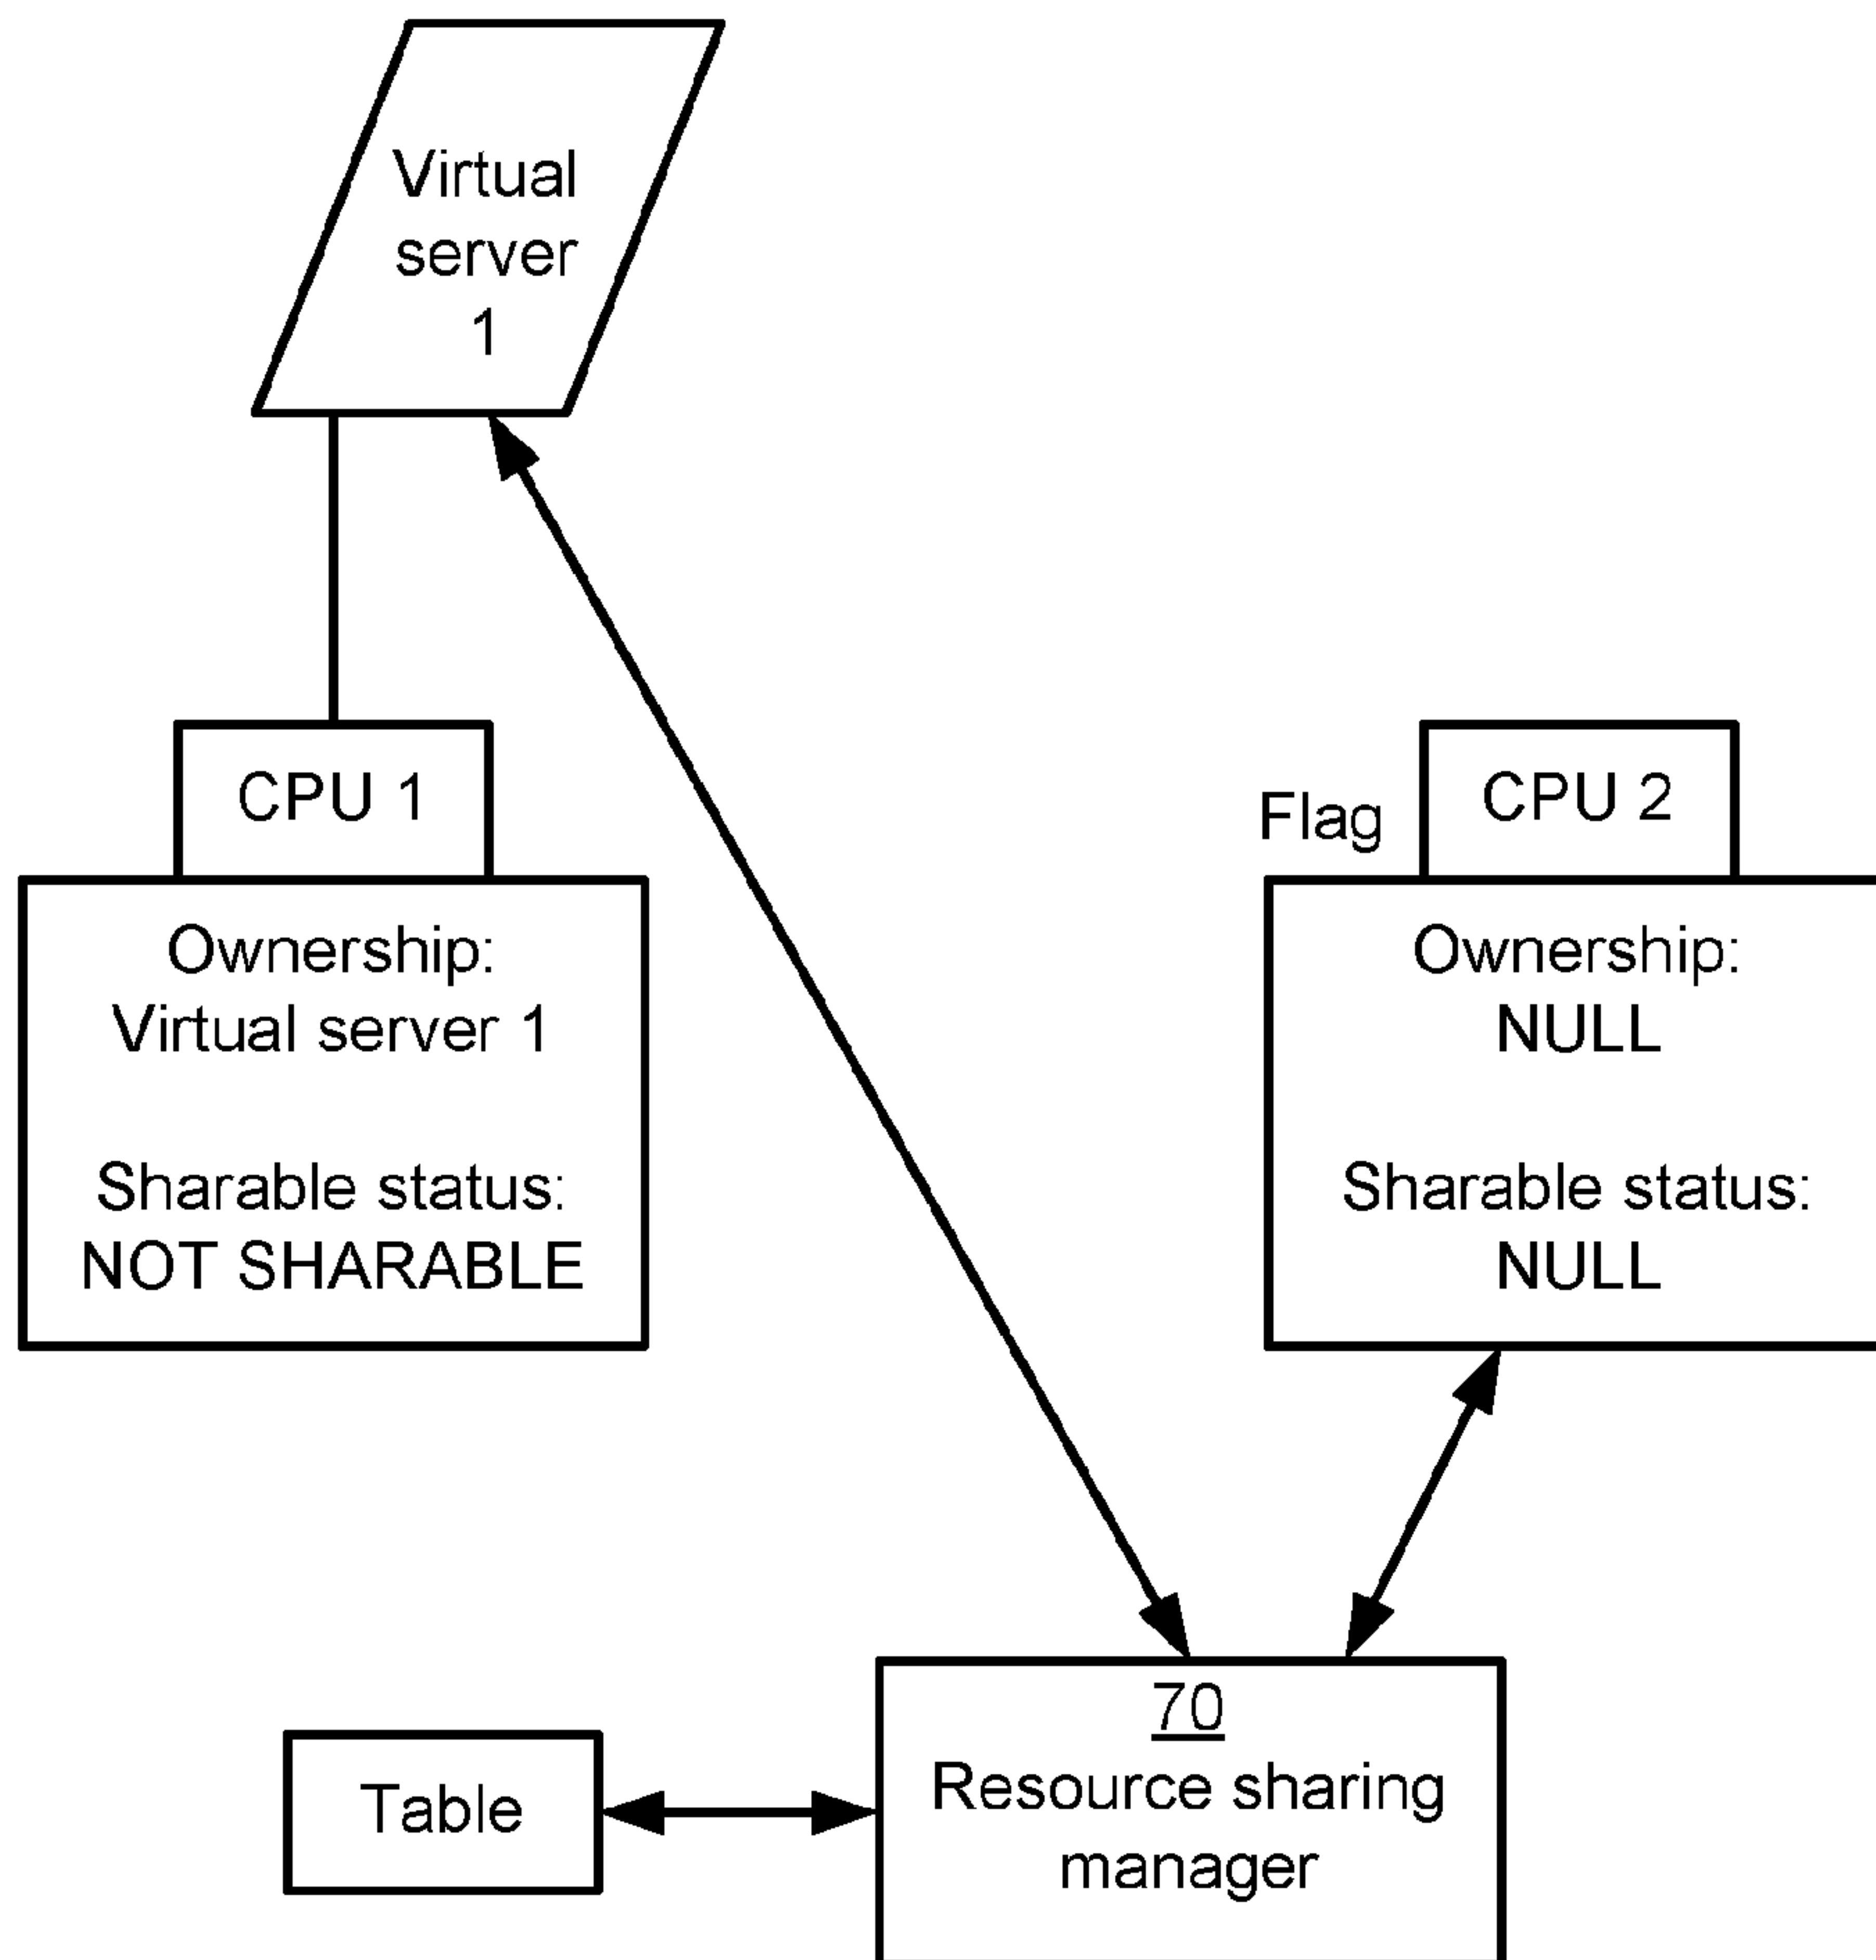 Virtual
server
1
CPU 1
Ownership:
Virtual server 1
Sharable status:
NOT SHARABLE
Flag
CPU 2
Ownership:
NULL
Sharable status:
NULL
Table
70
Resource sharing
manager